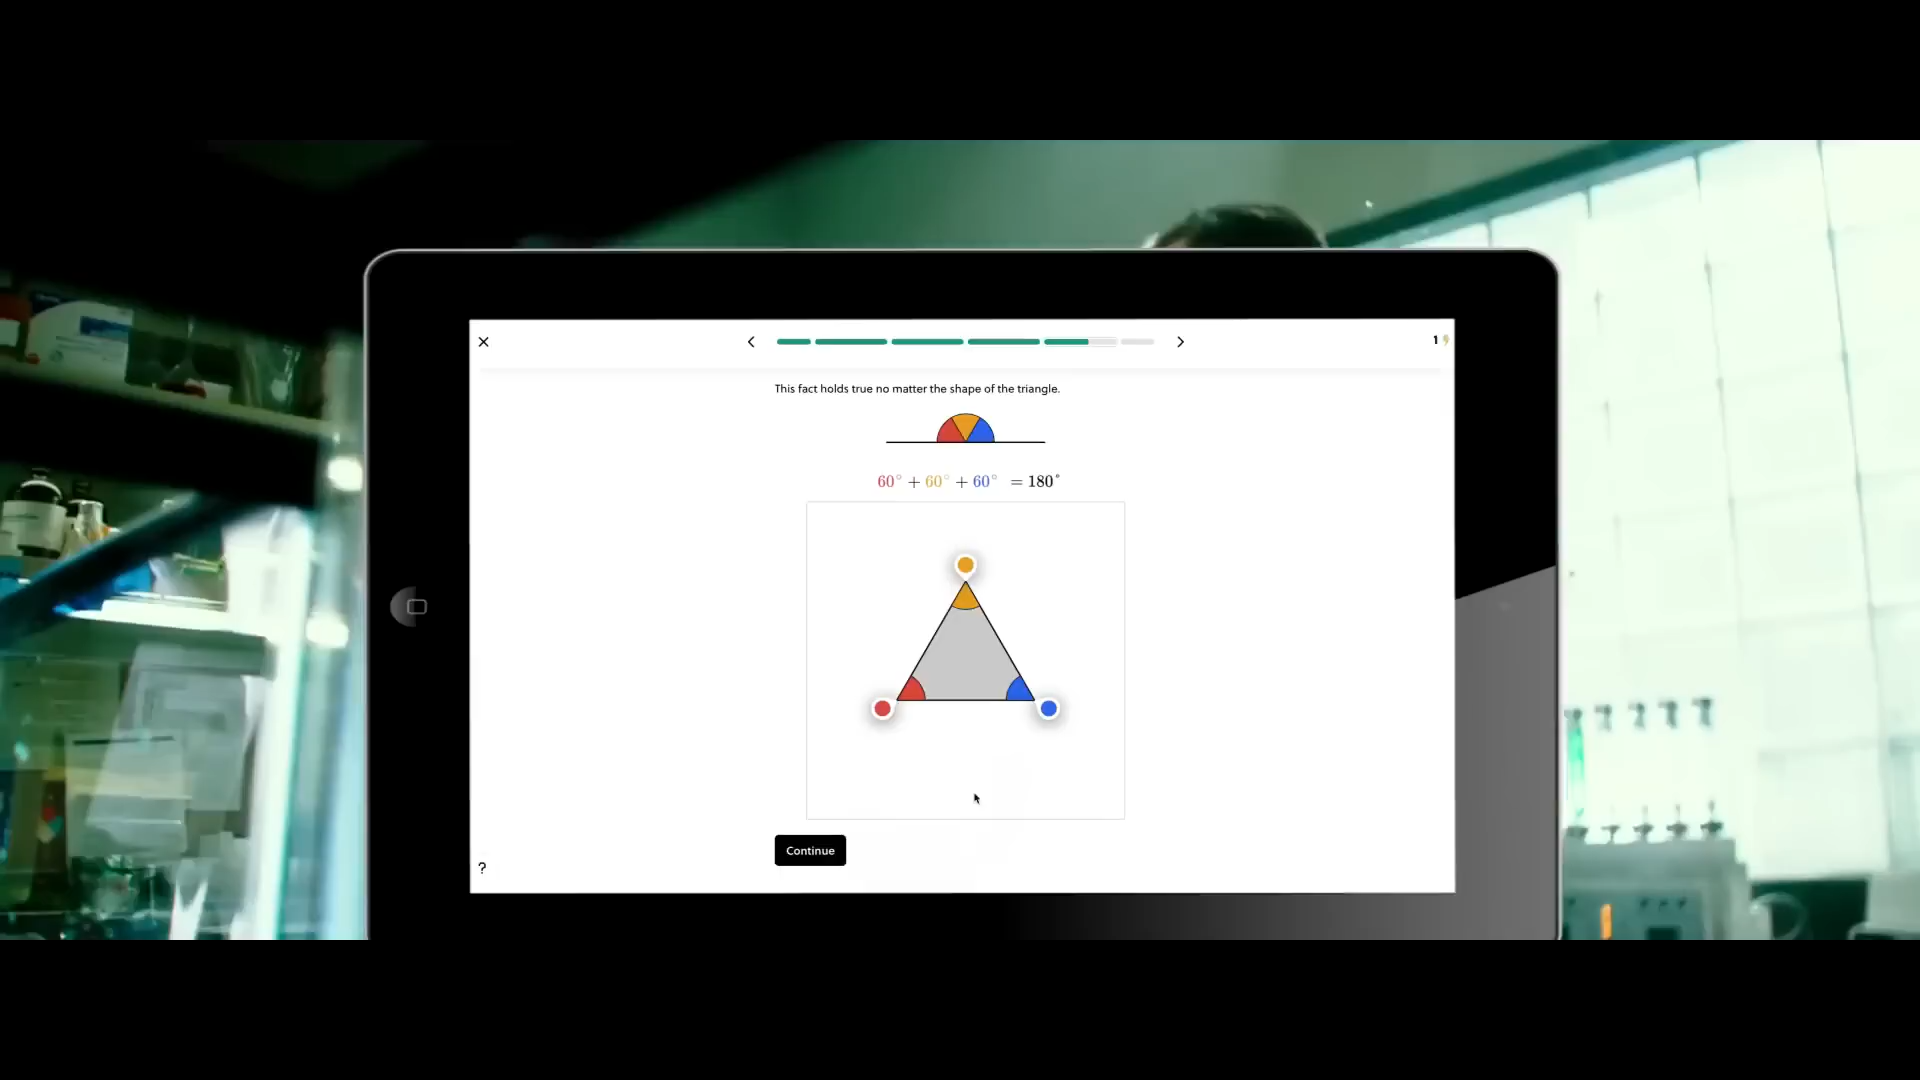 1
This fact holds true no matter the shape of the triangle.
60° + 60° + 60° = 180°
Continue
?